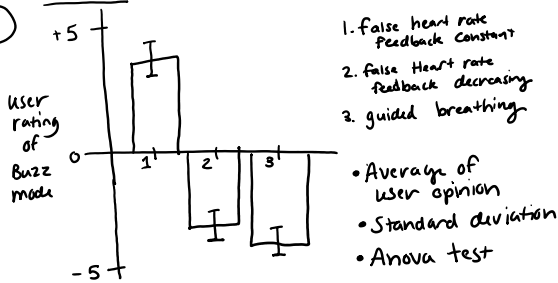 +5
user
rating
of
Buzz
mode
0
-5
1
2
3
1. false heart rate
feedback constant
2. false Heart rate
feedback decreasing
3. guided breathing
• Average of
user opinion
• Standard deviation
• Anova test